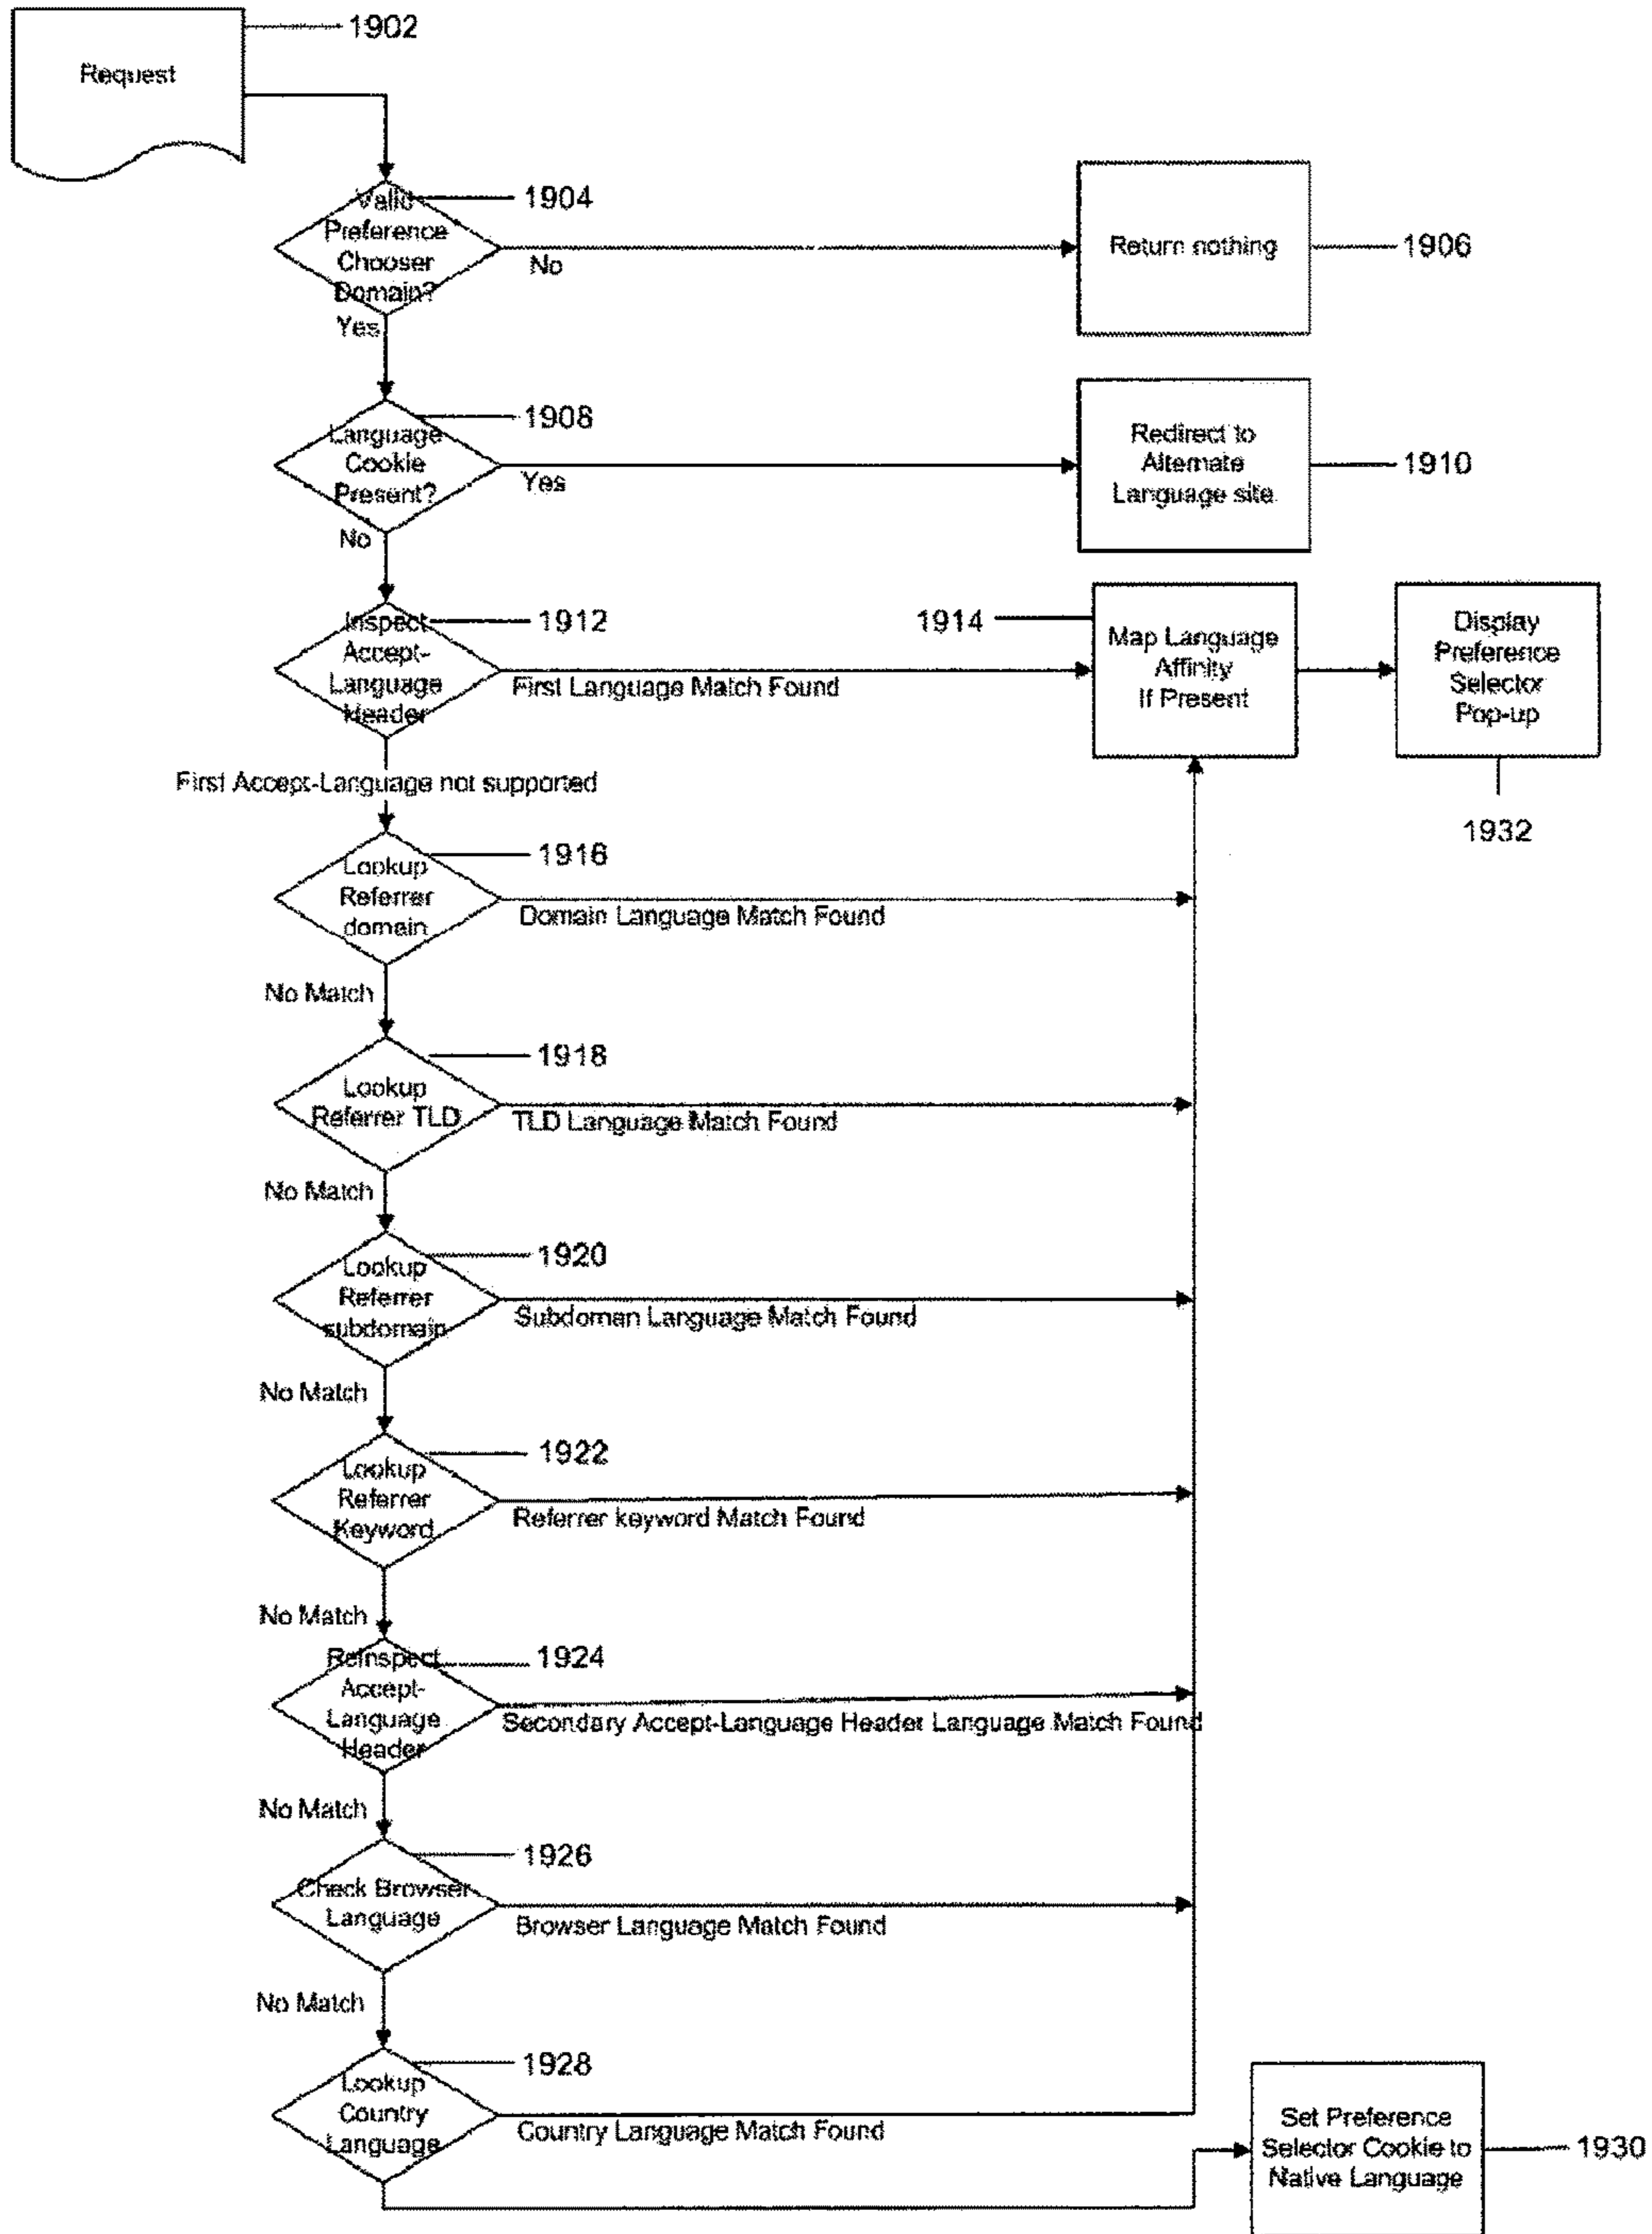 1902
Request
1904
Valid
Preference
Chooser
Domain?
No
Yes
Return nothing
1906
1908
Language
Cookie
Present?
Yes
No
Redirect to
Alternate
Language site
1910
1912
Inspect
Accept-
Language
Header
First Language Match Found
1914
Map Language
Affinity
If Present
Display
Preference
Selector
Pop-up
1932
First Accept-Language not supported
1916
Lookup
Referrer
domain
Domain Language Match Found
No Match
1918
Lookup
Referrer TLD
TLD Language Match Found
No Match
1920
Lookup
Referrer
subdomain
Subdoman Language Match Found
No Match
1922
Lookup
Referrer
Keyword
Referrer keyword Match Found
No Match
1924
Reinspect
Accept-
Language
Header
Secondary Accept-Language Header Language Match Found
No Match
1926
Check Browser
Language
Browser Language Match Found
No Match
1928
Lookup
Country
Language
Country Language Match Found
Set Preference
Selector Cookie to
Native Language
1930